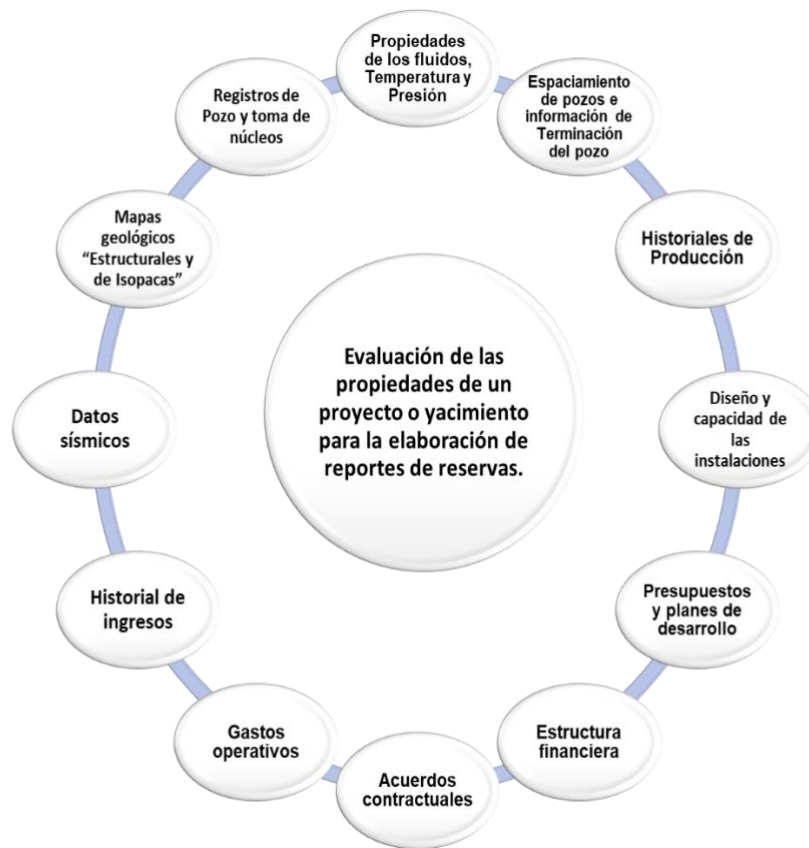 Propiedades
de los fluidos,
Temperatura y
Presión
Espaciamiento
de pozos e
información de
Terminación
del pozo
Historiales de
Producción
Diseño y
capacidad de
las
instalaciones
Presupuestos
y planes de
desarrollo
Estructura
financiera
Acuerdos
contractuales
Gastos
operativos
Historial de
ingresos
Datos
sísmicos
Mapas
geológicos
“Estructurales y
de Isopacas”
Registros de
Pozo y toma de
núcleos
Evaluación de las
propiedades de un
proyecto o yacimiento
para la elaboración de
reportes de reservas.